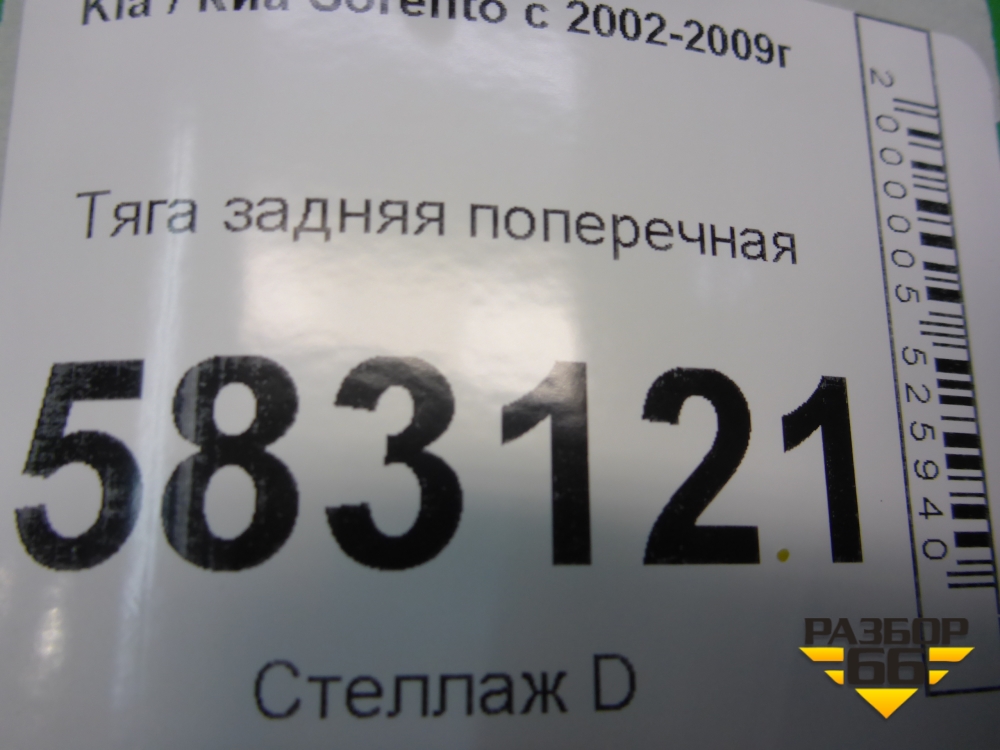 Kia / Киа Sorento с 2002-2009г
Тяга задняя поперечная
583121
Стеллаж D
2000005525940
РАЗБОР
66